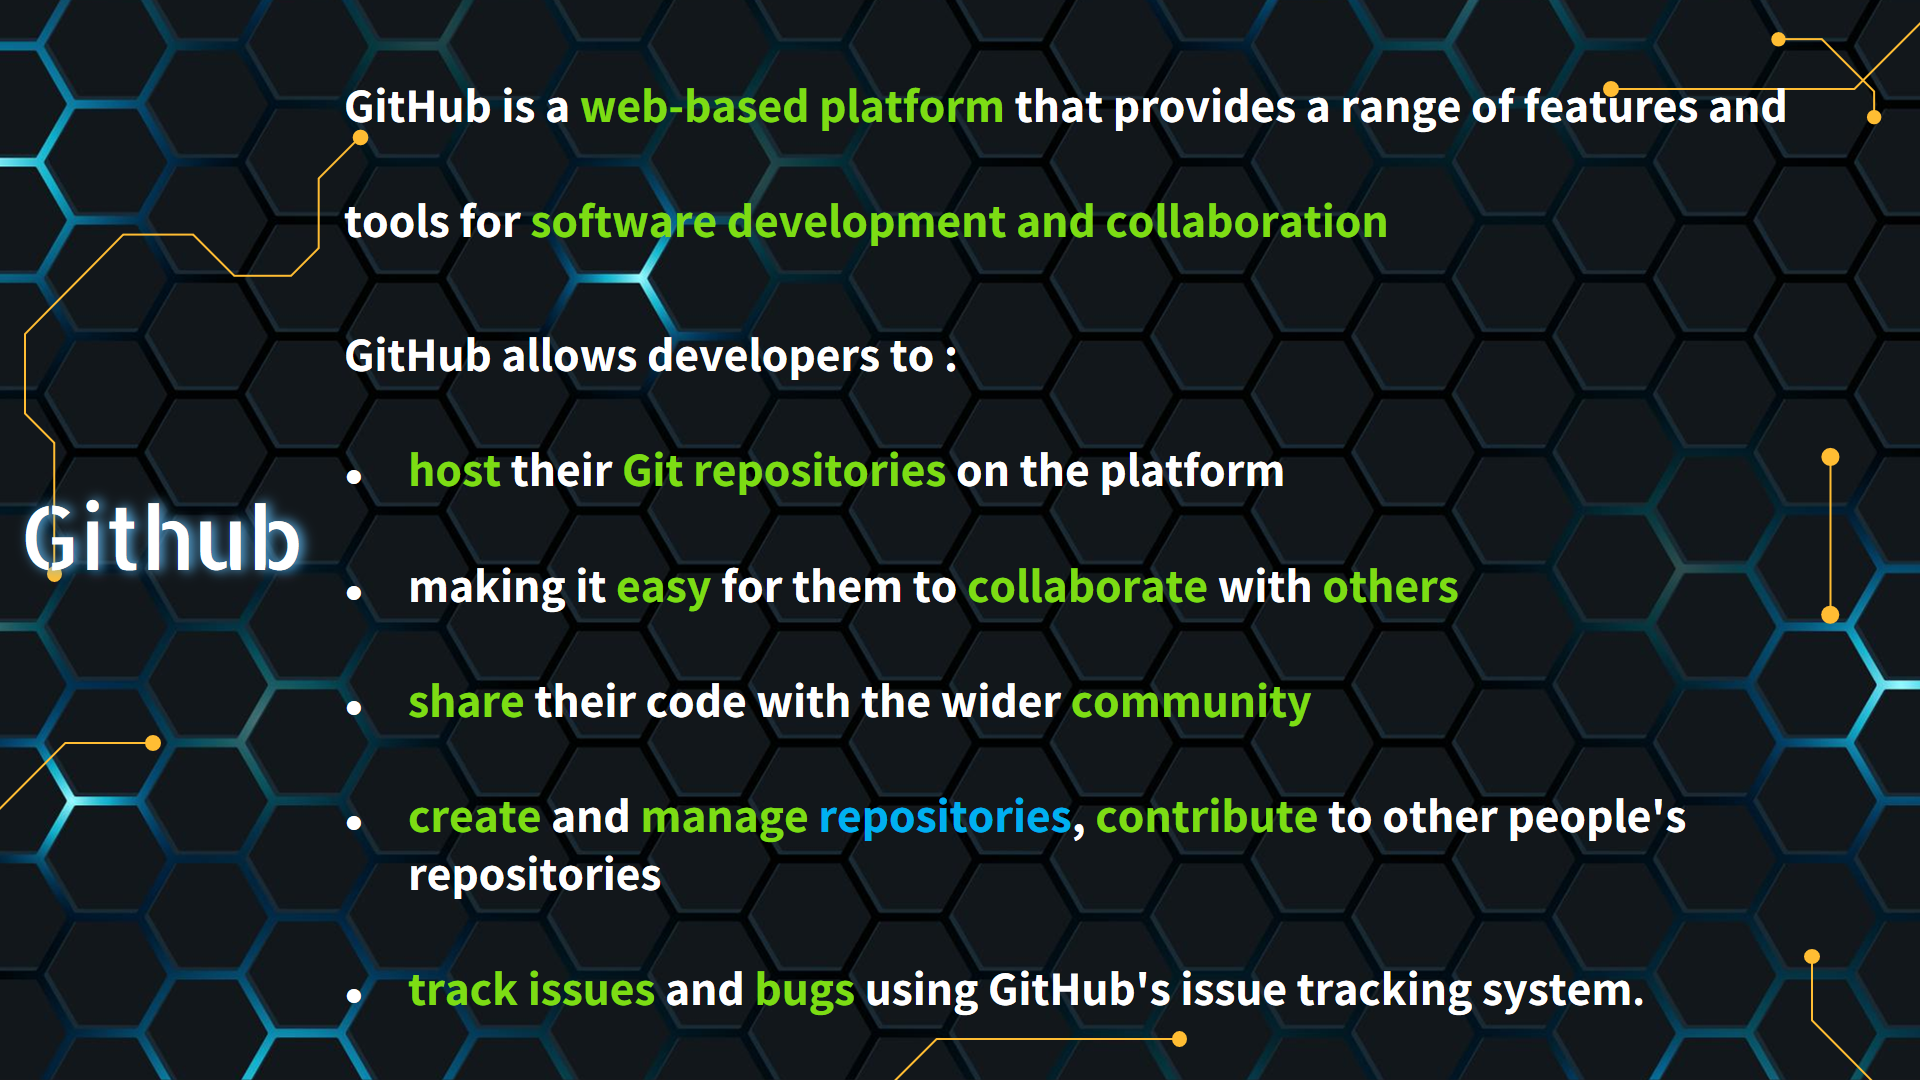 GitHub is a web-based platform that provides a range of features and
tools for software development and collaboration
GitHub allows developers to :
Github
• host their Git repositories on the platform
• making it easy for them to collaborate with others
• share their code with the wider community
• create and manage repositories, contribute to other people's
repositories
• track issues and bugs using GitHub's issue tracking system.